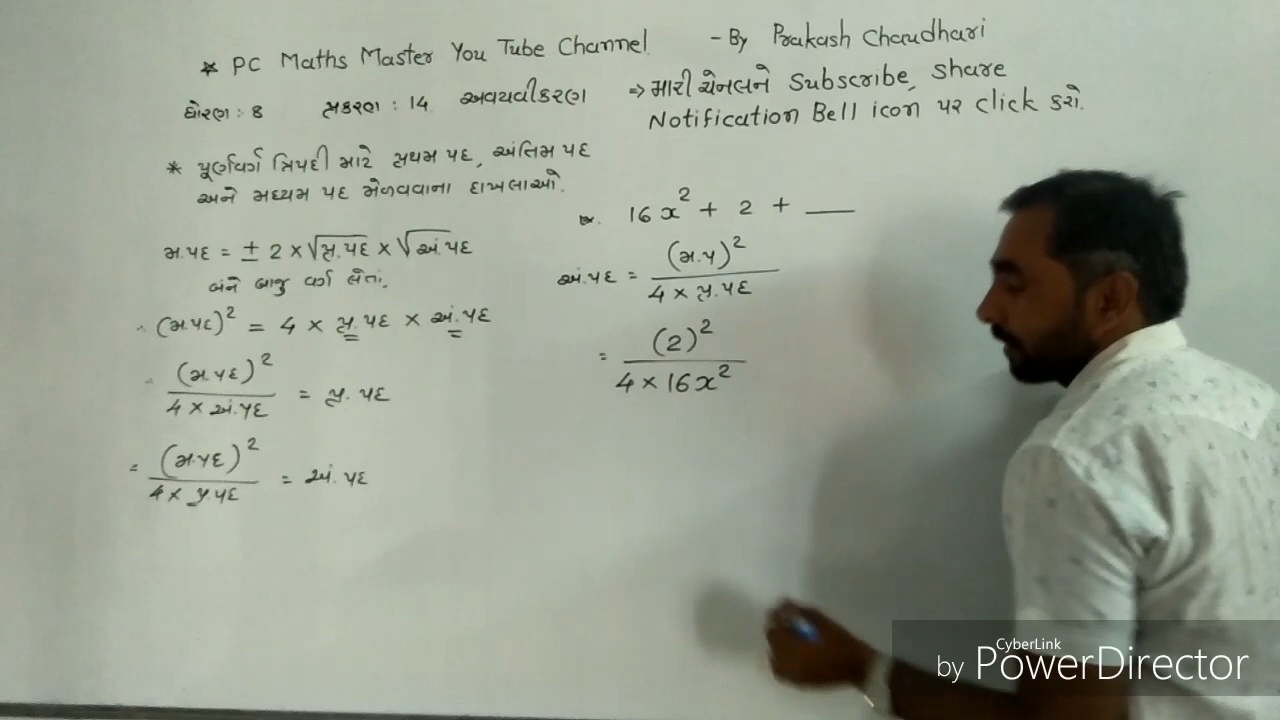 * PC Maths Master You Tube Channel - By Prakash Chaudhari
ધોરણ : 8 પ્રકરણ : 14 અવયવીકરણ
⇒ મારી ચેનલને Subscribe, Share
Notification Bell icon પર click કરો.
* પૂર્ણવર્ગ ત્રિપદી માટે પ્રથમ પદ, અંતિમ પદ
અને મધ્યમ પદ મેળવવાના દાખલાઓ.
મ.પદ = ± 2 × √પ્ર.પદ × √અં.પદ
બંને બાજુ વર્ગ લેતાં,
∴ (મ.પદ)² = 4 × પ્ર.પદ × અં.પદ
∴ (મ.પદ)² / 4 × અં.પદ = પ્ર. પદ
= (મ.પદ)² / 4 × પ્ર પદ = અં. પદ
16x² + 2 + ___
અં.પદ = (મ.પ)² / 4 × પ્ર.પદ
= (2)² / 4 × 16x²
CyberLink
by PowerDirector